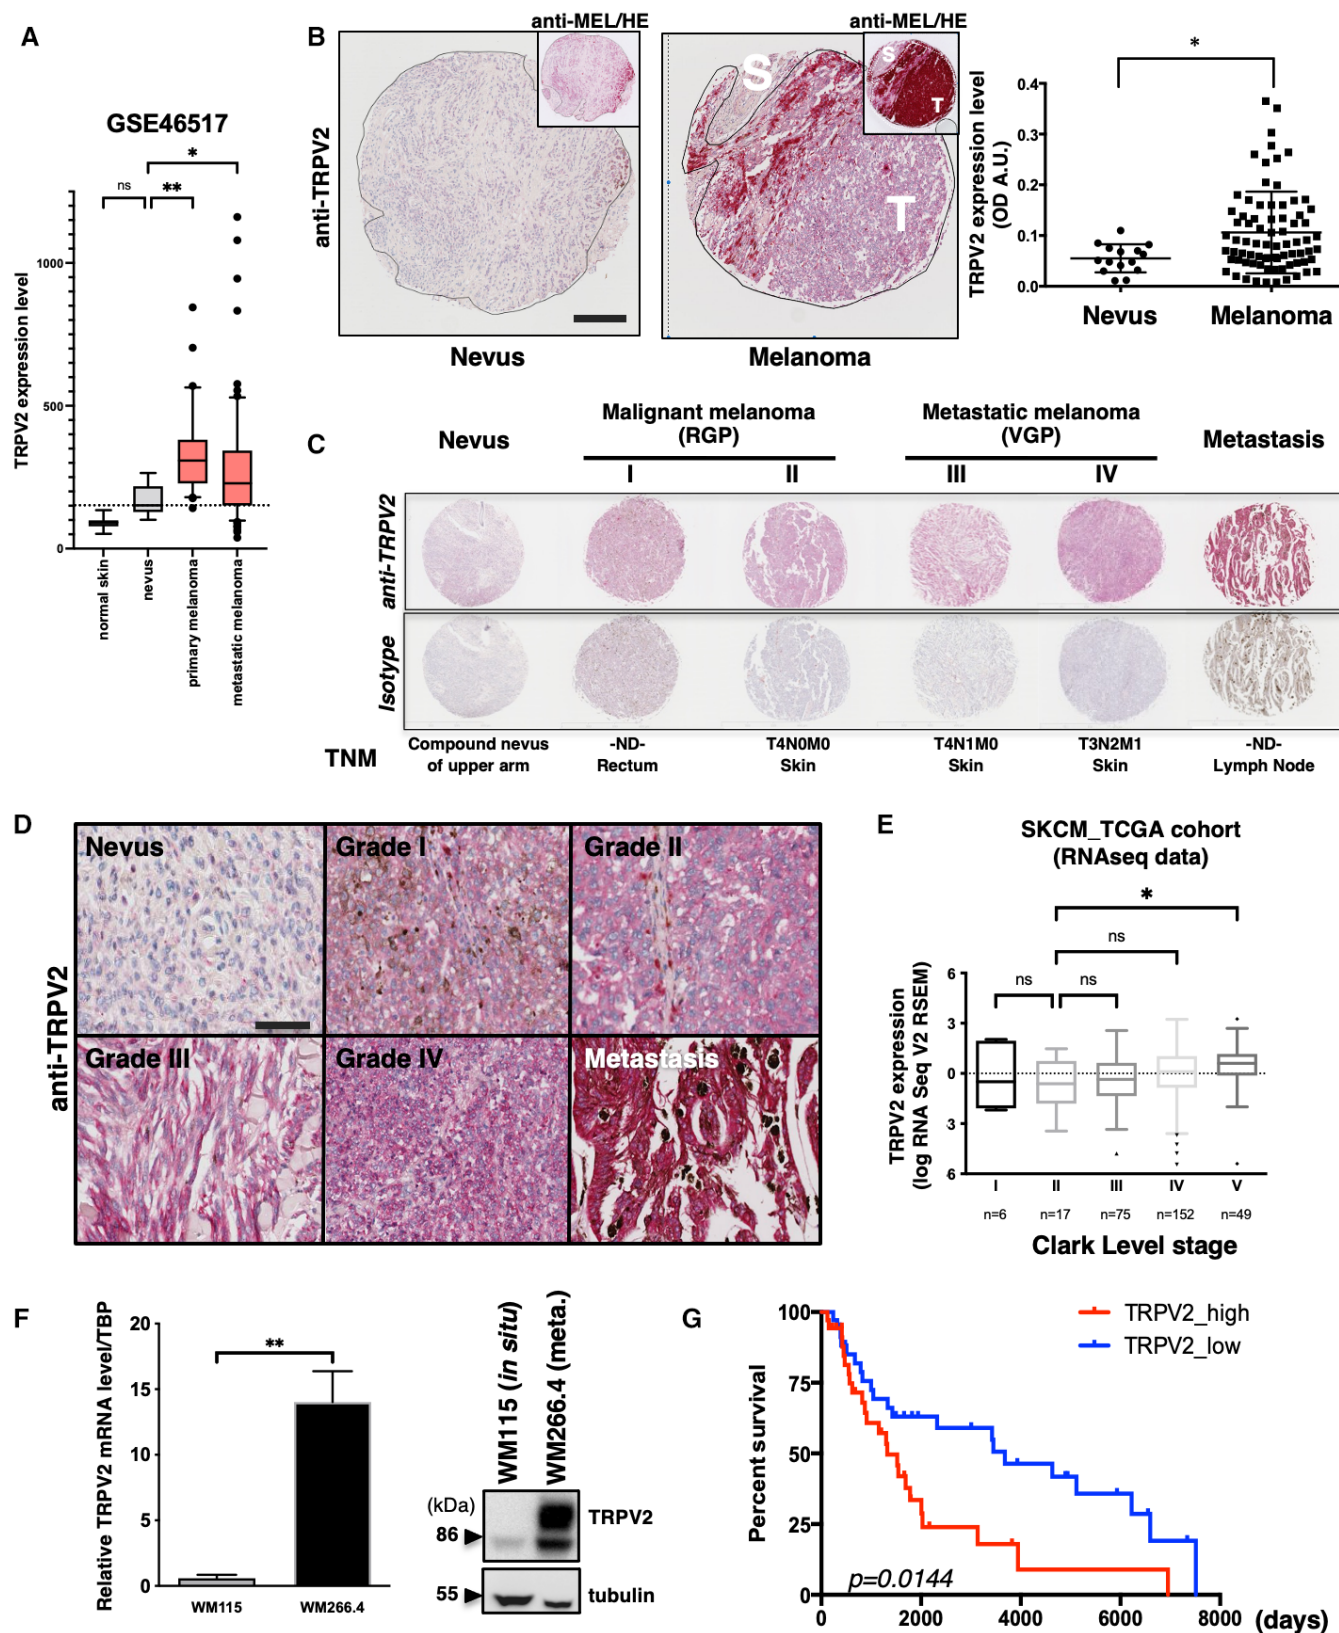 A
GSE46517
*
ns
**
TRPV2 expression level
1000
500
0
normal skin
nevus
primary melanoma
metastatic melanoma
B
anti-MEL/HE
anti-MEL/HE
anti-TRPV2
S
T
S
T
Nevus
Melanoma
*
TRPV2 expression level
(OD A.U.)
0.4
0.3
0.2
0.1
0.0
Nevus
Melanoma
C
Nevus
Malignant melanoma
(RGP)
Metastatic melanoma
(VGP)
Metastasis
I
II
III
IV
anti-TRPV2
Isotype
TNM
Compound nevus
of upper arm
-ND-
Rectum
T4N0M0
Skin
T4N1M0
Skin
T3N2M1
Skin
-ND-
Lymph Node
D
anti-TRPV2
Nevus
Grade I
Grade II
Grade III
Grade IV
Metastasis
E
SKCM_TCGA cohort
(RNAseq data)
*
ns
ns
ns
TRPV2 expression
(log RNA Seq V2 RSEM)
6
3
0
3
6
I
II
III
IV
V
n=6
n=17
n=75
n=152
n=49
Clark Level stage
F
Relative TRPV2 mRNA level/TBP
20
15
10
5
0
**
WM115
WM266.4
WM115 (in situ)
WM266.4 (meta.)
(kDa)
86
TRPV2
55
tubulin
G
TRPV2_high
TRPV2_low
Percent survival
100
75
50
25
0
p=0.0144
0
2000
4000
6000
8000
(days)